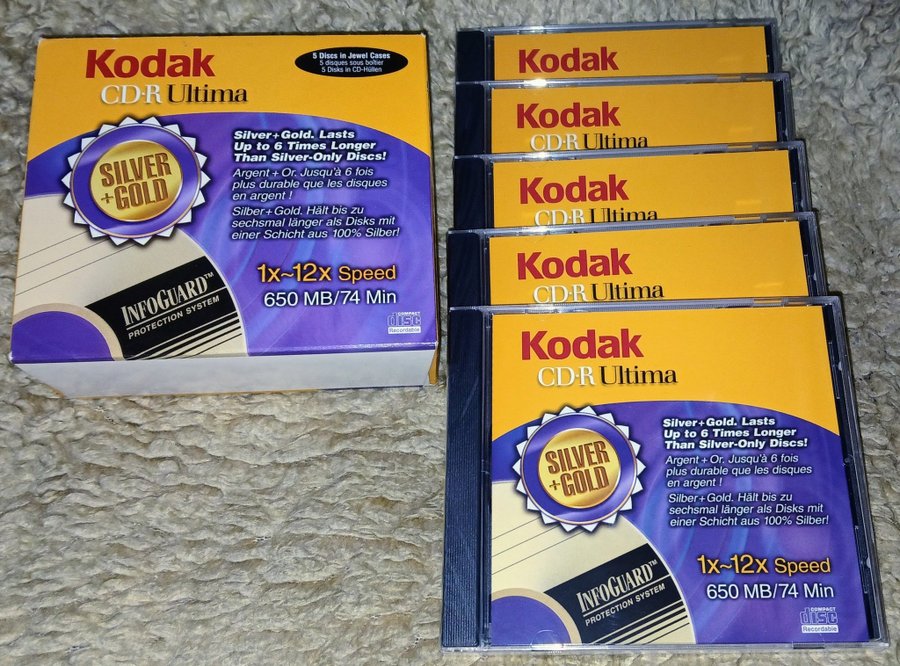 Kodak
CD-R Ultima
5 Discs in Jewel Cases
5 disques sous boîtier
5 Disks in CD-Hüllen
SILVER
+GOLD
Silver+Gold. Lasts
Up to 6 Times Longer
Than Silver-Only Discs!
Argent+Or. Jusqu'à 6 fois
plus durable que les disques
en argent !
Silber+Gold. Hält bis zu
sechsmal länger als Disks mit
einer Schicht aus 100% Silber!
1x~12x Speed
650 MB/74 Min
INFOGUARD™
PROTECTION SYSTEM
COMPACT
disc
Recordable
Kodak
Kodak
CD-R Ultima
Kodak
CD-R Ultima
Kodak
CD-R Ultima
Kodak
CD-R Ultima
SILVER
+GOLD
Silver+Gold. Lasts
Up to 6 Times Longer
Than Silver-Only Discs!
Argent+Or. Jusqu'à 6 fois
plus durable que les disques
en argent !
Silber+Gold. Hält bis zu
sechsmal länger als Disks mit
einer Schicht aus 100% Silber!
1x~12x Speed
650 MB/74 Min
INFOGUARD™
PROTECTION SYSTEM
COMPACT
disc
Recordable